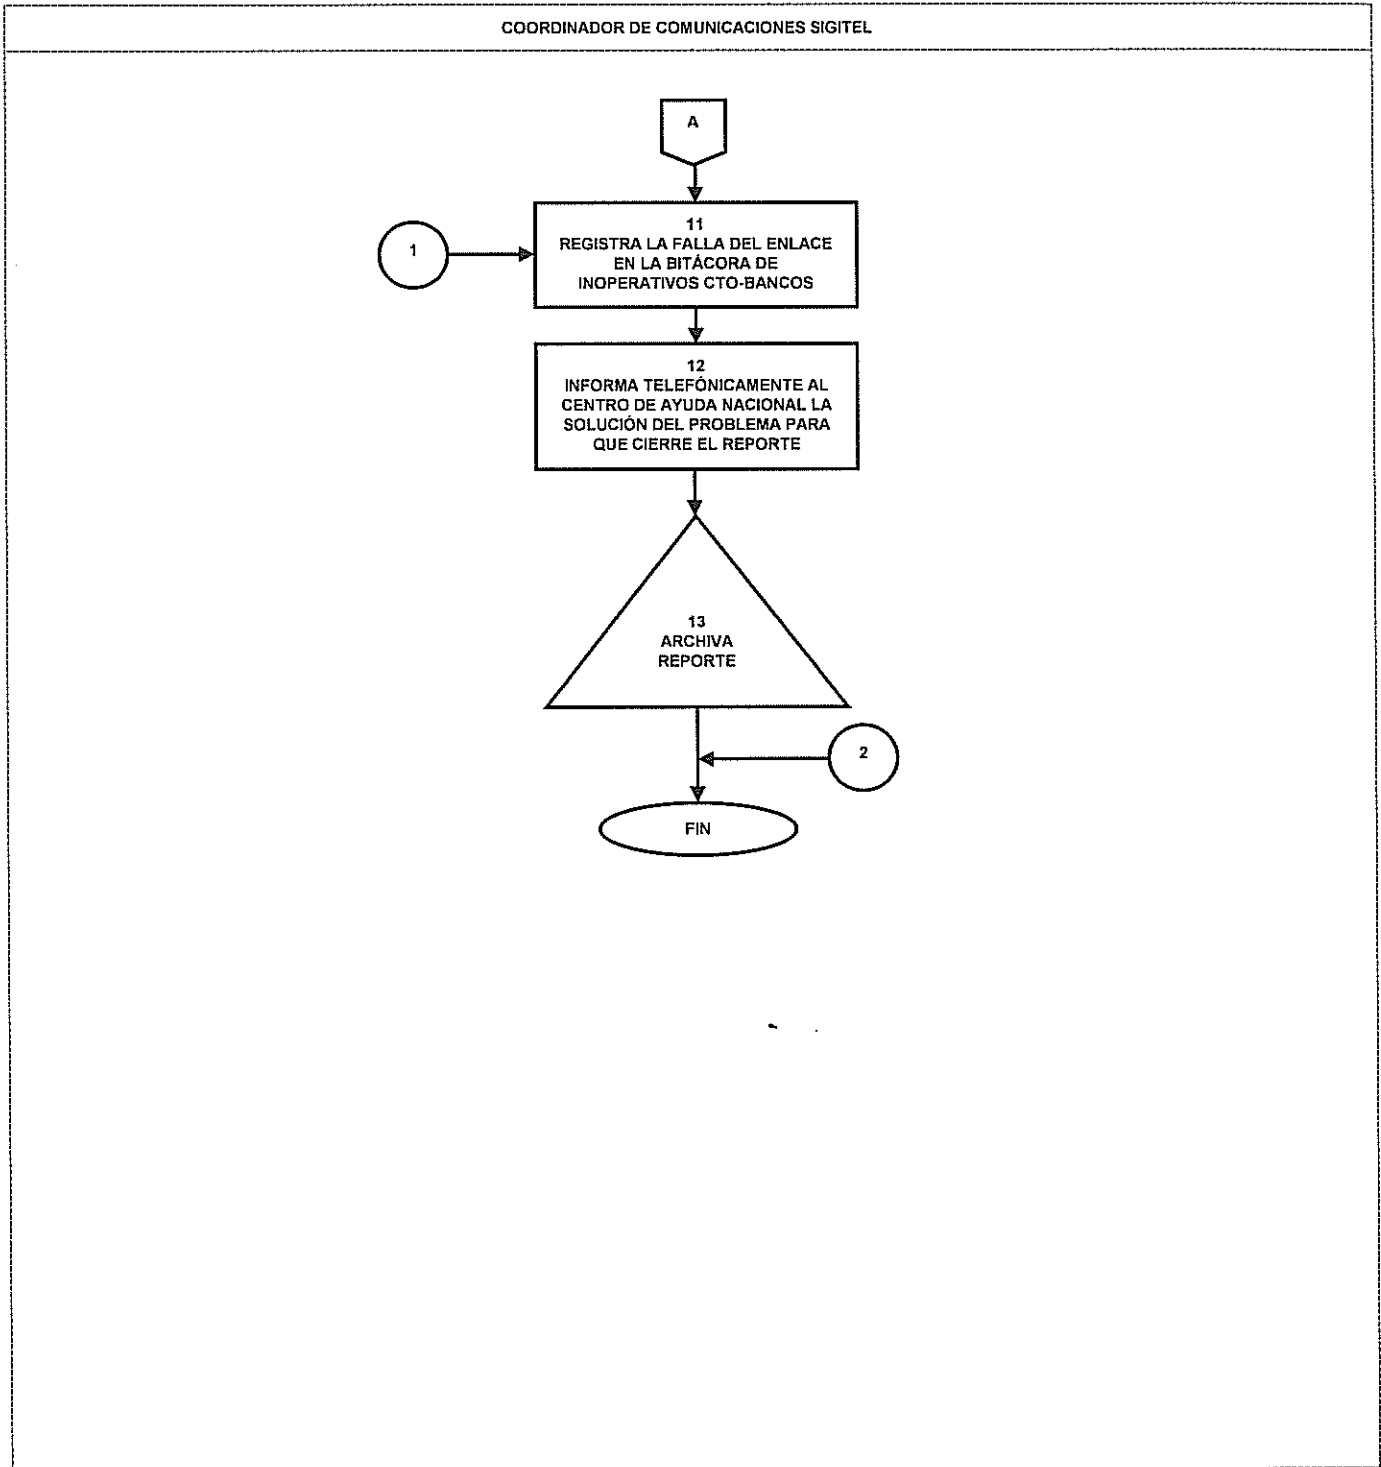 COORDINADOR DE COMUNICACIONES SIGITEL
A
1
11
REGISTRA LA FALLA DEL ENLACE
EN LA BITÁCORA DE
INOPERATIVOS CTO-BANCOS
12
INFORMA TELEFÓNICAMENTE AL
CENTRO DE AYUDA NACIONAL LA
SOLUCIÓN DEL PROBLEMA PARA
QUE CIERRE EL REPORTE
13
ARCHIVA
REPORTE
2
FIN